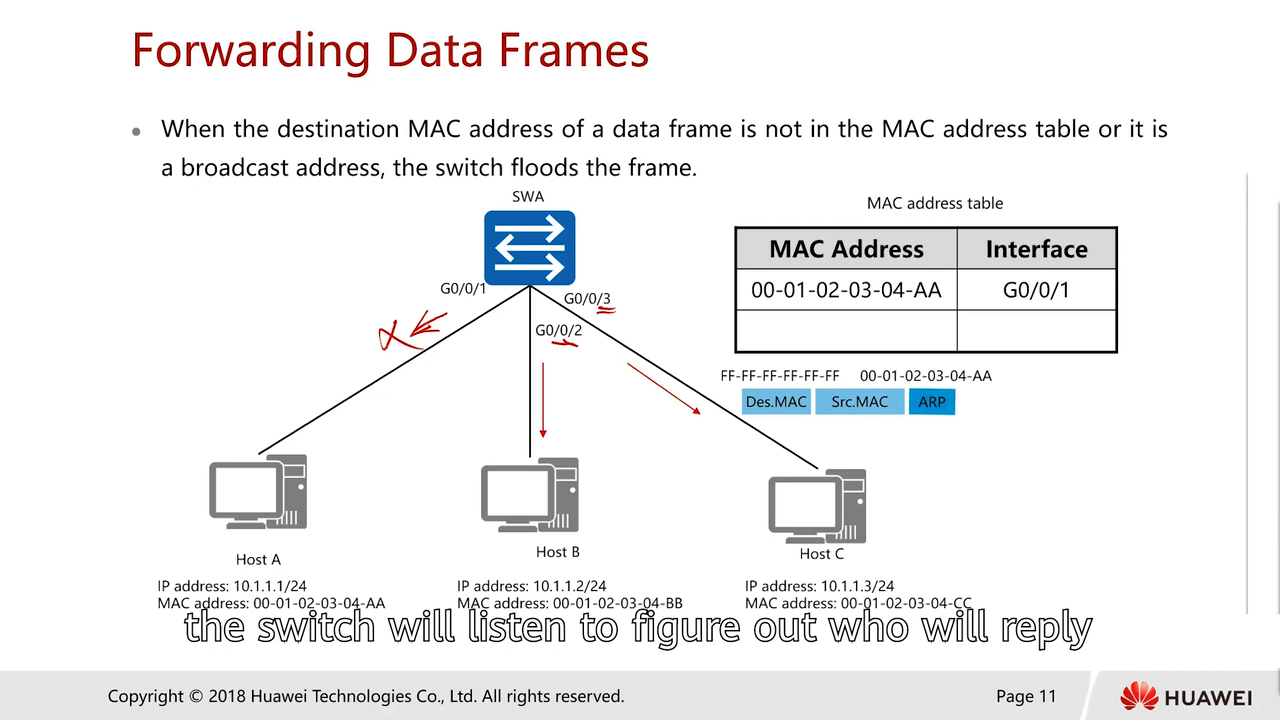 Forwarding Data Frames
When the destination MAC address of a data frame is not in the MAC address table or it is
a broadcast address, the switch floods the frame.
SWA
MAC address table
MAC Address Interface
00-01-02-03-04-AA G0/0/1
G0/0/1
G0/0/3
G0/0/2
FF-FF-FF-FF-FF-FF 00-01-02-03-04-AA
Des.MAC Src.MAC ARP
Host A
Host B
Host C
IP address: 10.1.1.1/24
MAC address: 00-01-02-03-04-AA
IP address: 10.1.1.2/24
MAC address: 00-01-02-03-04-BB
IP address: 10.1.1.3/24
MAC address: 00-01-02-03-04-CC
the switch will listen to figure out who will reply
Copyright © 2018 Huawei Technologies Co., Ltd. All rights reserved.
Page 11
HUAWEI